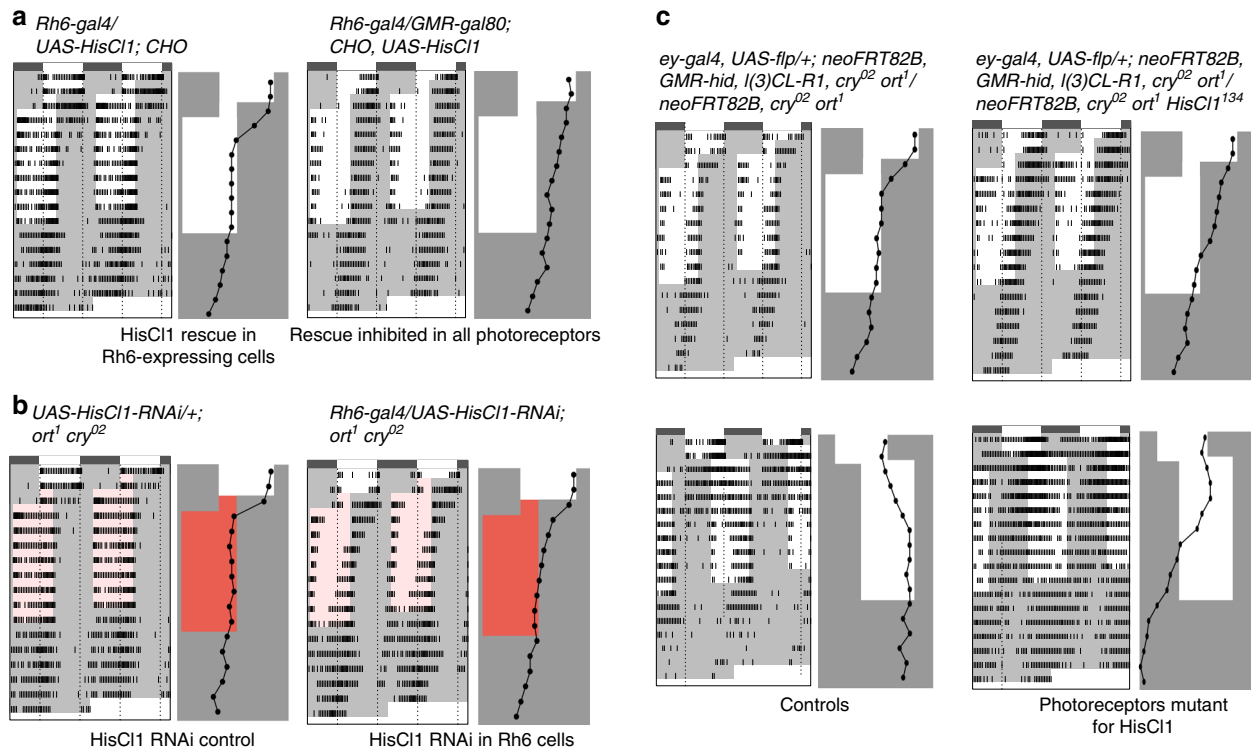 a
Rh6-gal4/
UAS-HisCl1; CHO
Rh6-gal4/GMR-gal80;
CHO, UAS-HisCl1
HisCl1 rescue in
Rh6-expressing cells
Rescue inhibited in all photoreceptors
b
UAS-HisCl1-RNAi/+;
ort¹ cry⁰²
Rh6-gal4/UAS-HisCl1-RNAi;
ort¹ cry⁰²
HisCl1 RNAi control
HisCl1 RNAi in Rh6 cells
c
ey-gal4, UAS-flp/+; neoFRT82B,
GMR-hid, l(3)CL-R1, cry⁰² ort¹/
neoFRT82B, cry⁰² ort¹
ey-gal4, UAS-flp/+; neoFRT82B,
GMR-hid, l(3)CL-R1, cry⁰² ort¹/
neoFRT82B, cry⁰² ort¹ HisCl1¹³⁴
Controls
Photoreceptors mutant
for HisCl1